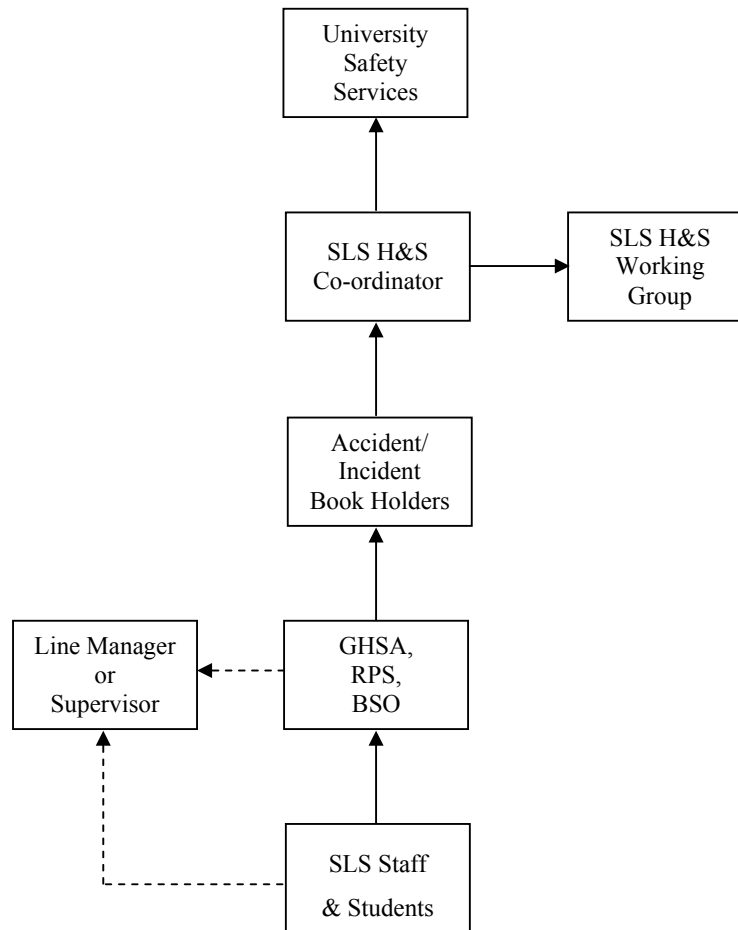 University
Safety
Services
SLS H&S
Co-ordinator
SLS H&S
Working
Group
Accident/
Incident
Book Holders
Line Manager
or
Supervisor
GHSA,
RPS,
BSO
SLS Staff
& Students